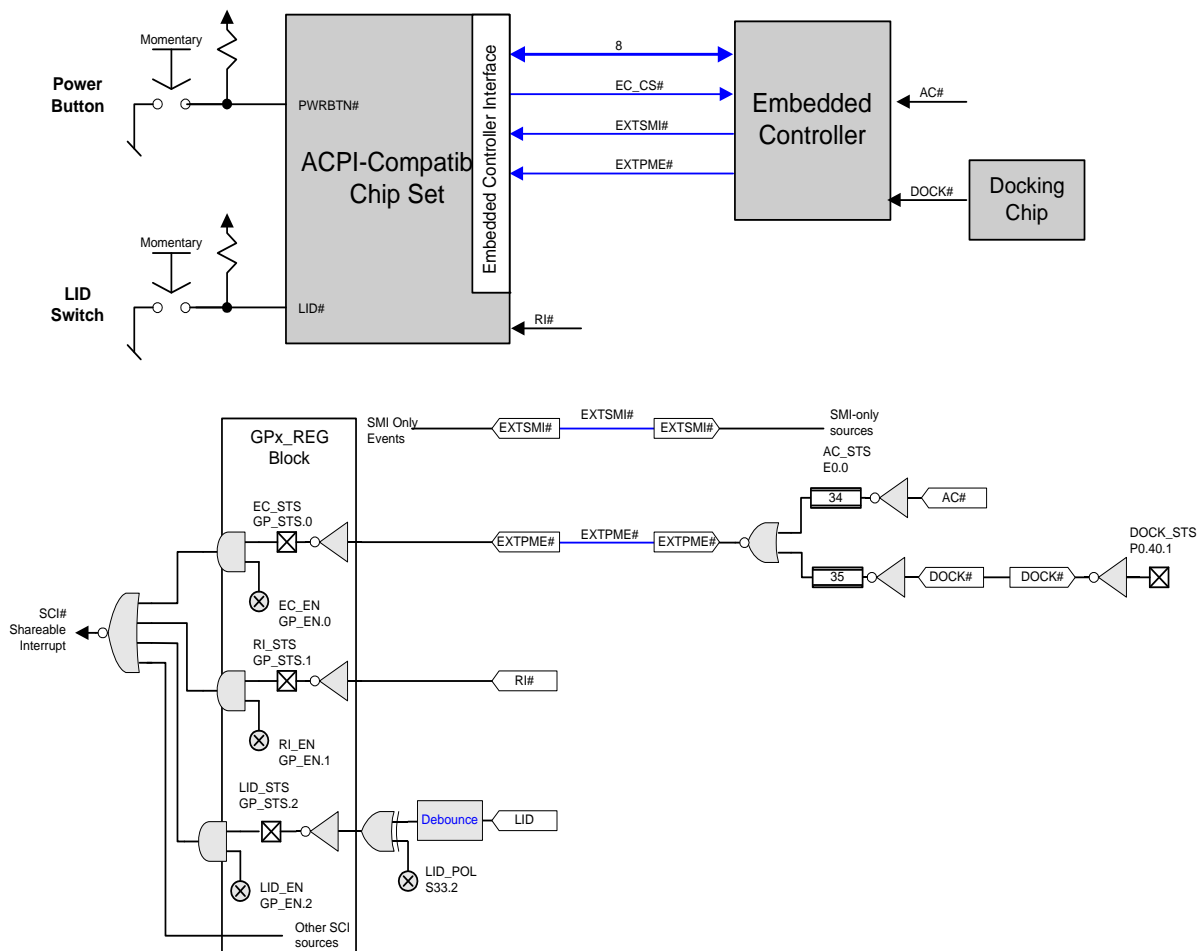 Momentary
Power
Button
PWRBTN#
ACPI-Compatib
Chip Set
Embedded Controller Interface
8
EC_CS#
EXTSMI#
EXTPME#
Embedded
Controller
AC#
DOCK#
Docking
Chip
Momentary
LID
Switch
LID#
RI#
GPx_REG
Block
SMI Only
Events
EXTSMI#
EXTSMI#
EXTSMI#
SMI-only
sources
AC_STS
E0.0
34
AC#
EC_STS
GP_STS.0
EXTPME#
EXTPME#
EXTPME#
DOCK_STS
P0.40.1
35
DOCK#
DOCK#
EC_EN
GP_EN.0
SCI#
Shareable
Interrupt
RI_STS
GP_STS.1
RI#
RI_EN
GP_EN.1
LID_STS
GP_STS.2
Debounce
LID
LID_POL
S33.2
LID_EN
GP_EN.2
Other SCI
sources